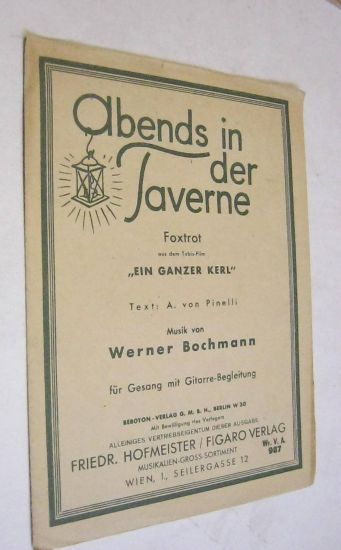 Abends in
der
Taverne
Foxtrot
aus dem Tobis-Film
„EIN GANZER KERL"
Text: A. von Pinelli
Musik von
Werner Bochmann
für Gesang mit Gitarre-Begleitung
BEBOTON-VERLAG G. M. B. H., BERLIN W 30
Mit Bewilligung des Verlegers
ALLEINIGES VERTRIEBSEIGENTUM DIESER AUSGABE:
FRIEDR. HOFMEISTER / FIGARO VERLAG
MUSIKALIEN-GROSS-SORTIMENT
WIEN, I., SEILERGASSE 12
Wr. V. A.
987